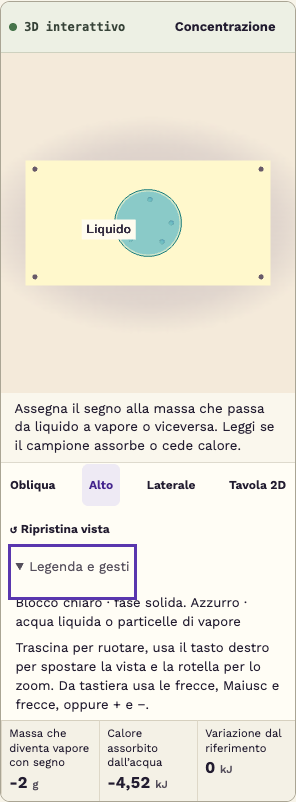 3D interattivo
Concentrazione
Liquido
Assegna il segno alla massa che passa
da liquido a vapore o viceversa. Leggi se
il campione assorbe o cede calore.
Obliqua Alto Laterale Tavola 2D
↺ Ripristina vista
▼ Legenda e gesti
Blocco chiaro · fase solida. Azzurro ·
acqua liquida o particelle di vapore
Trascina per ruotare, usa il tasto destro
per spostare la vista e la rotella per lo
zoom. Da tastiera usa le frecce, Maiusc e
frecce, oppure + e −.
Massa che
diventa vapore
con segno
-2 g
Calore
assorbito
dall'acqua
-4,52 kJ
Variazione dal
riferimento
0 kJ